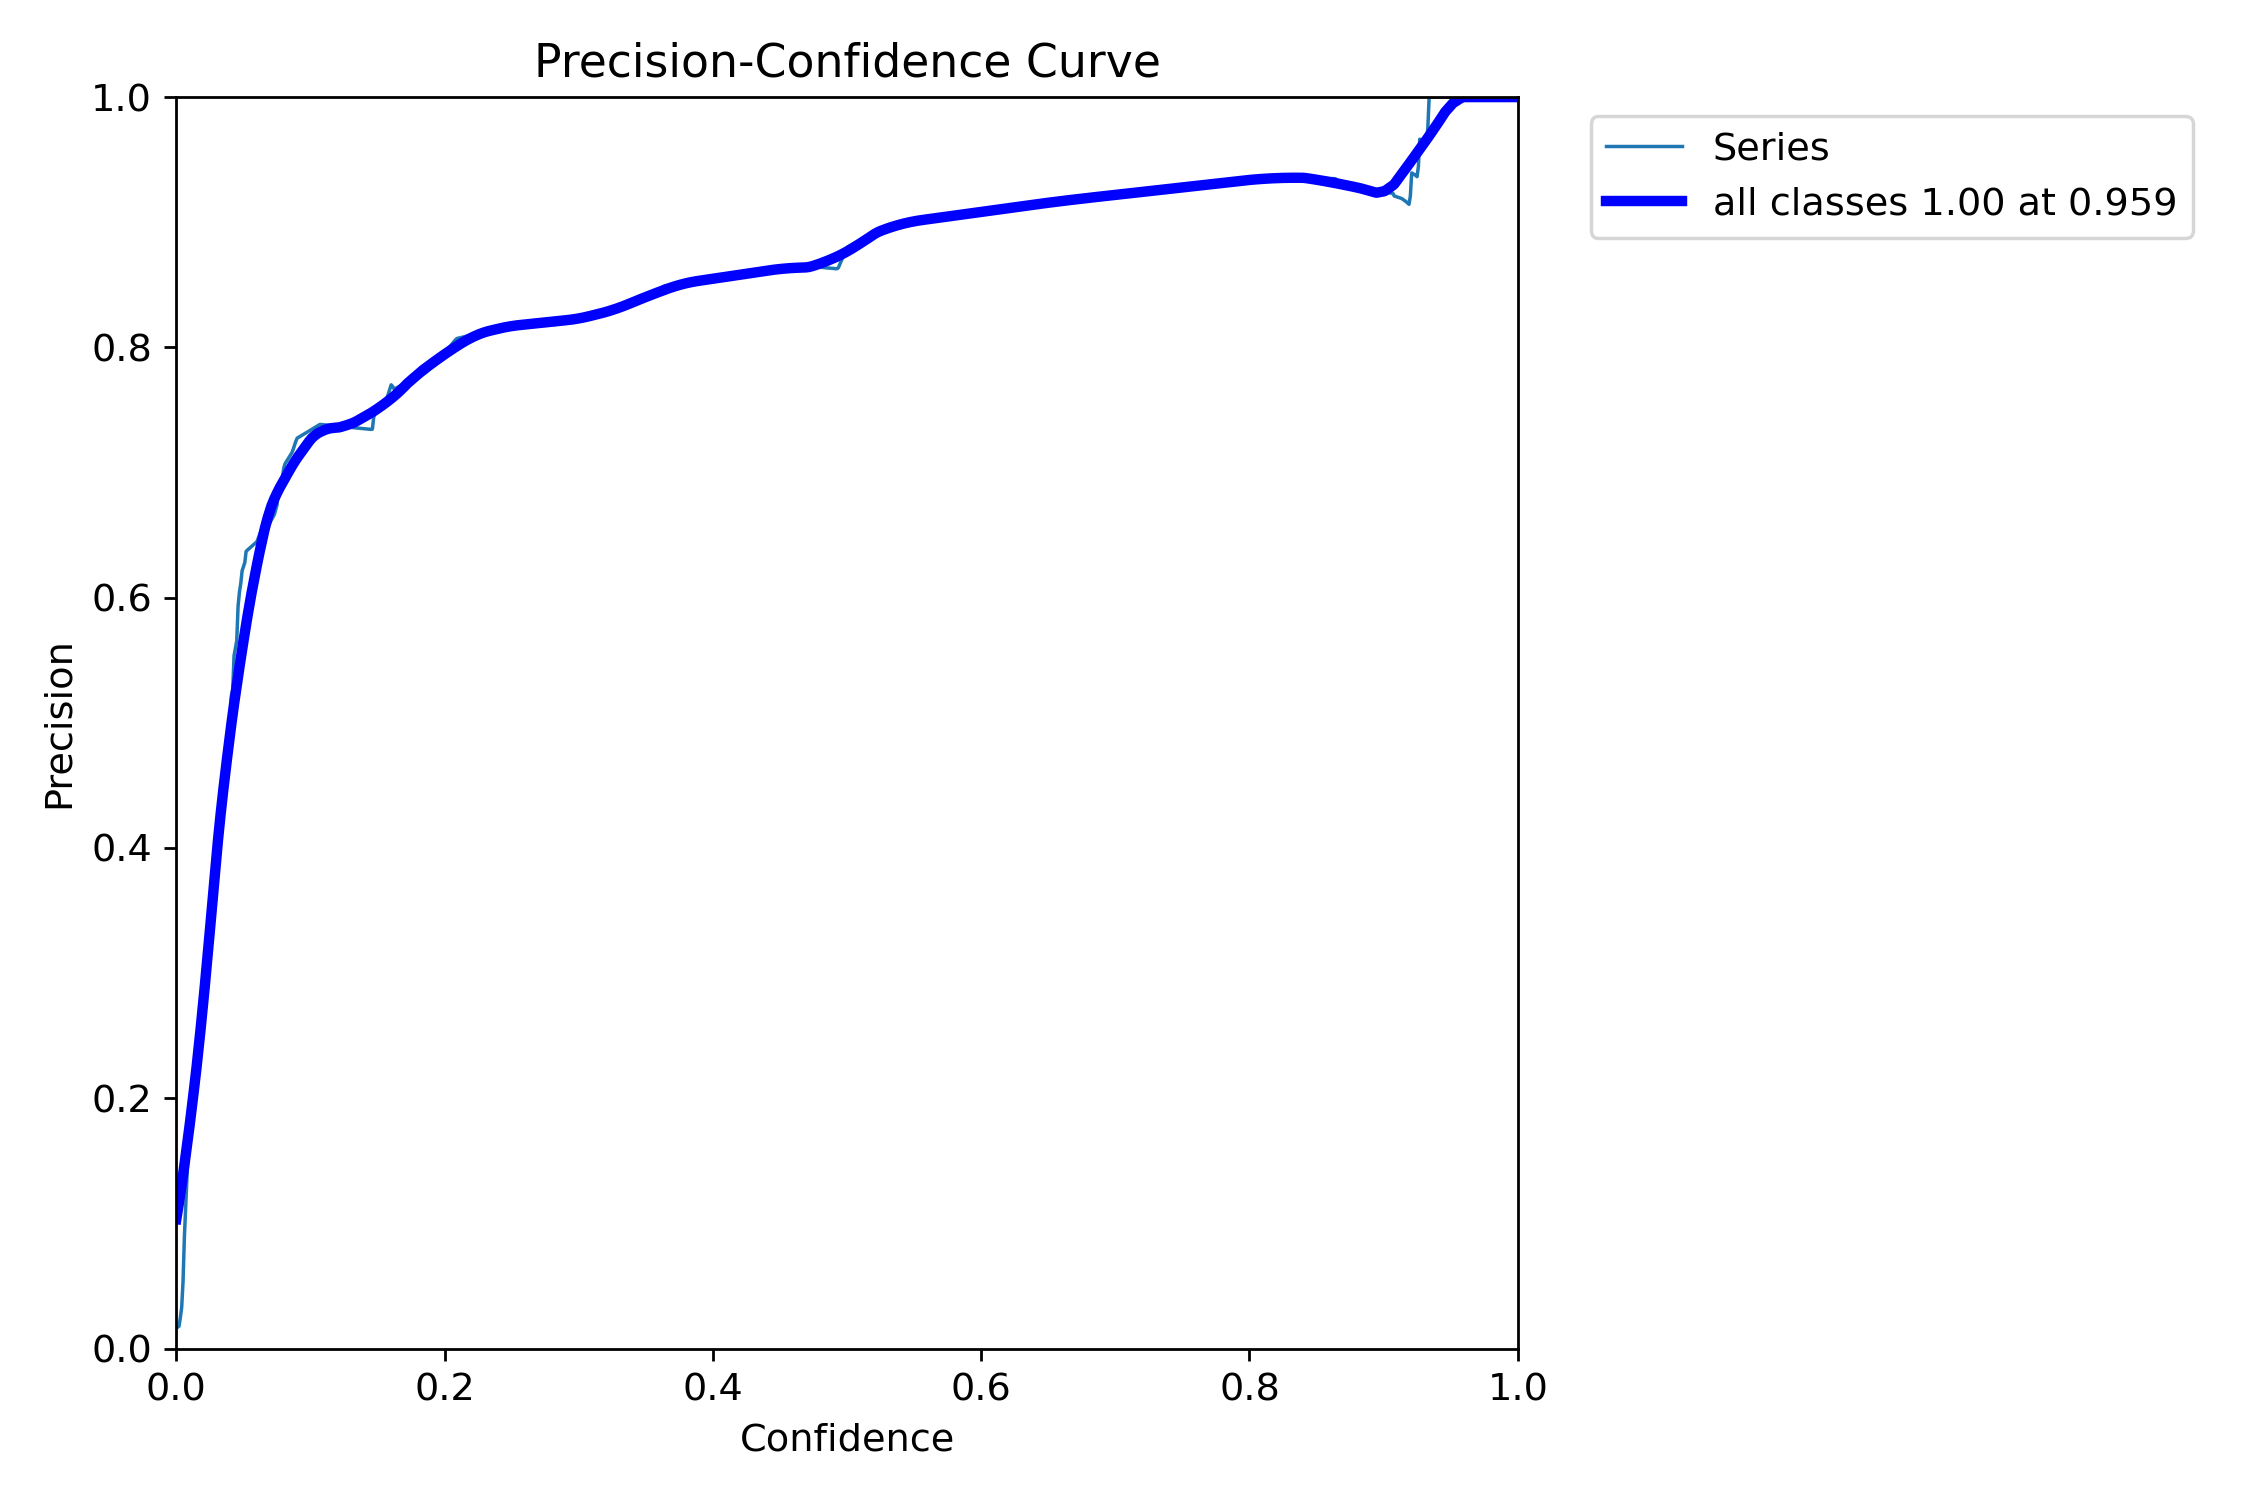 Precision-Confidence Curve
1.0
0.8
0.6
0.4
0.2
0.0
Precision
0.0 0.2 0.4 0.6 0.8 1.0
Confidence
Series
all classes 1.00 at 0.959